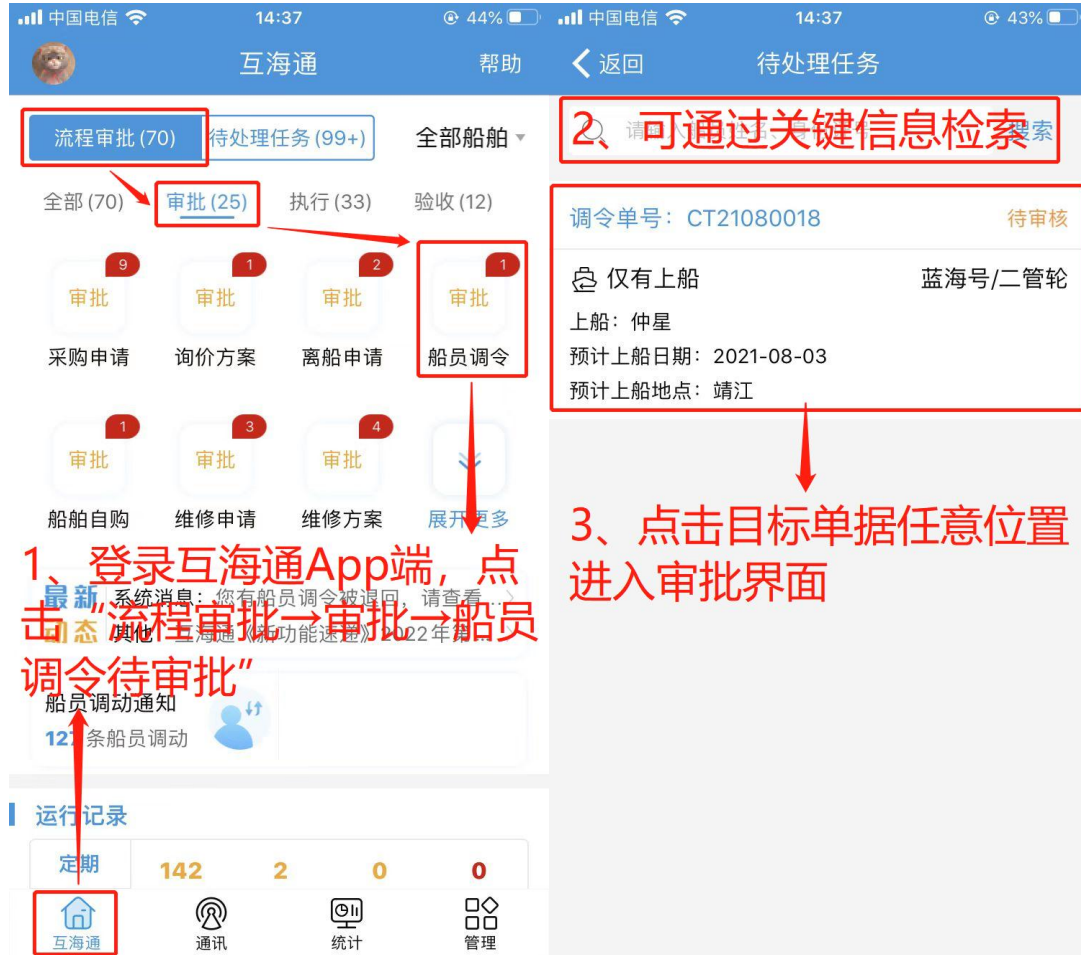 中国电信 14:37 44%
互海通 帮助
流程审批(70) 待处理任务(99+) 全部船舶
全部(70) 审批(25) 执行(33) 验收(12)
9 1 2 1
审批 审批 审批 审批
采购申请 询价方案 离船申请 船员调令
1 3 4
审批 审批 审批
船舶自购 维修申请 维修方案 展开更多
1、登录互海通App端，点
击“流程审批→审批→船员
调令待审批”
最新 系统消息：您有船员调令被退回，请查看...
动态 其他 互海通《新功能速递》2022年第...
船员调动通知
127条船员调动
运行记录
定期 142 2 0 0
互海通 通讯 统计 管理
中国电信 14:37 43%
返回 待处理任务
2、可通过关键信息检索
搜索
调令单号：CT21080018 待审核
仅有上船 蓝海号/二管轮
上船：仲星
预计上船日期：2021-08-03
预计上船地点：靖江
3、点击目标单据任意位置
进入审批界面